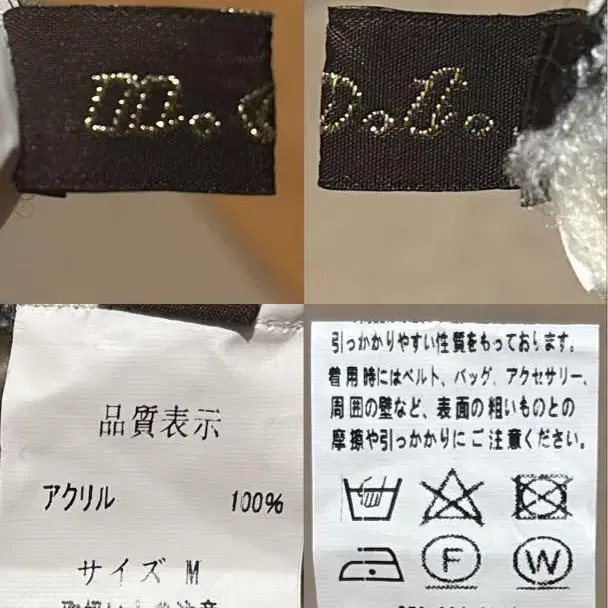 m.
D.A.
品質表示
アクリル 100%
サイズ M
引っかかりやすい性質をもっております。
着用時にはベルト、バッグ、アクセサリー、
周囲の壁など、表面の粗いものとの
摩擦や引っかかりにご注意ください。
F W